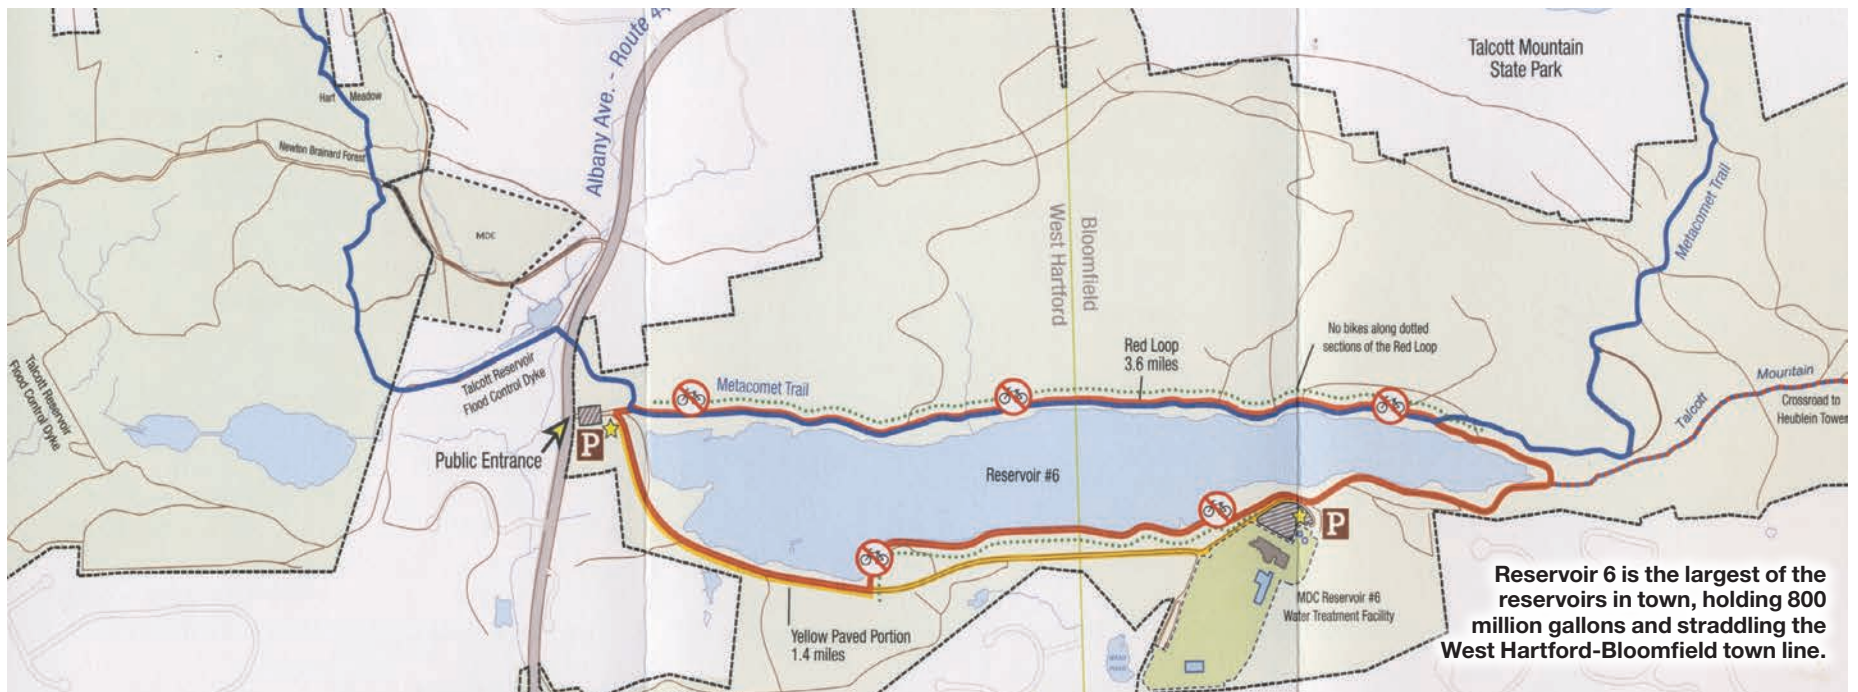 Albany Ave. - Route 44
Talcott Mountain
State Park
Hart Meadow
Newton Brainard Forest
MDC
Metacomet Trail
West Hartford
Bloomfield
No bikes along dotted
sections of the Red Loop
Red Loop
3.6 miles
Talcott Reservoir
Flood Control Dyke
Talcott Reservoir
Flood Control Dyke
Metacomet Trail
Talcott Mountain
Crossroad to
Heublein Tower
Public Entrance
P
Reservoir #6
P
MDC Reservoir #6
Water Treatment Facility
Yellow Paved Portion
1.4 miles
Reservoir 6 is the largest of the
reservoirs in town, holding 800
million gallons and straddling the
West Hartford-Bloomfield town line.